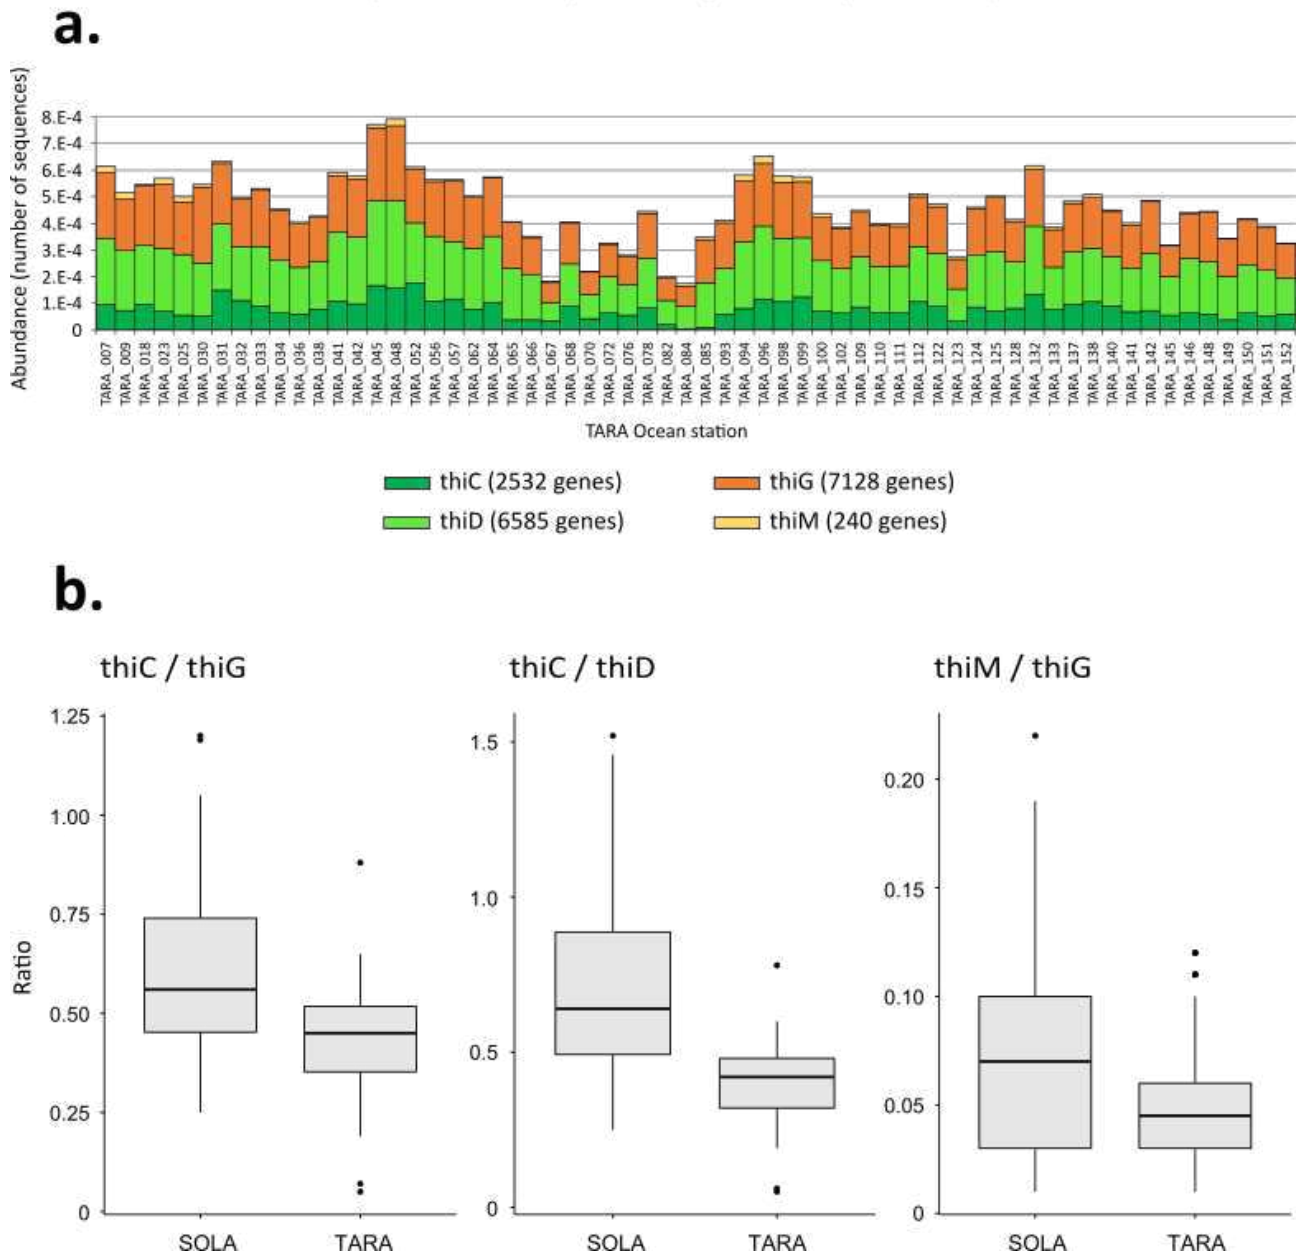 a.
Abundance (number of sequences)
8.E-4
7.E-4
6.E-4
5.E-4
4.E-4
3.E-4
2.E-4
1.E-4
0
TARA_007
TARA_009
TARA_018
TARA_023
TARA_025
TARA_030
TARA_031
TARA_032
TARA_033
TARA_034
TARA_036
TARA_038
TARA_041
TARA_042
TARA_045
TARA_048
TARA_052
TARA_056
TARA_057
TARA_062
TARA_064
TARA_065
TARA_066
TARA_067
TARA_068
TARA_070
TARA_072
TARA_076
TARA_078
TARA_082
TARA_084
TARA_085
TARA_093
TARA_094
TARA_096
TARA_098
TARA_099
TARA_100
TARA_102
TARA_109
TARA_110
TARA_111
TARA_112
TARA_122
TARA_123
TARA_124
TARA_125
TARA_128
TARA_132
TARA_133
TARA_137
TARA_138
TARA_140
TARA_141
TARA_142
TARA_145
TARA_146
TARA_148
TARA_149
TARA_150
TARA_151
TARA_152
TARA Ocean station
thiC (2532 genes)
thiG (7128 genes)
thiD (6585 genes)
thiM (240 genes)
b.
thiC / thiG
thiC / thiD
thiM / thiG
Ratio
1.25
1.00
0.75
0.50
0.25
0
SOLA
TARA
1.5
1.0
0.5
0
SOLA
TARA
0.20
0.15
0.10
0.05
0
SOLA
TARA